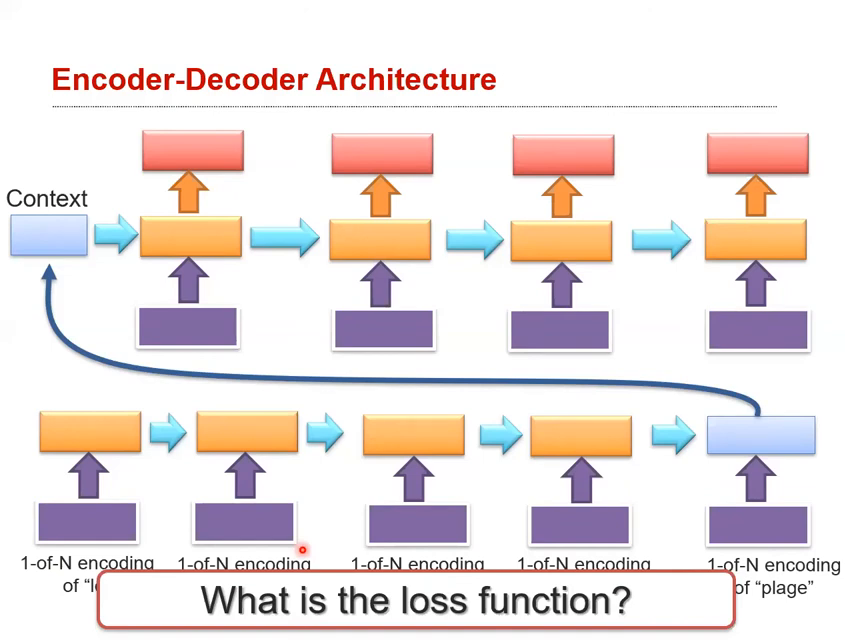 Encoder-Decoder Architecture
Context
1-of-N encoding
1-of-N encoding
1-of-N encoding
1-of-N encoding
1-of-N encoding
of
of “plage”
What is the loss function?